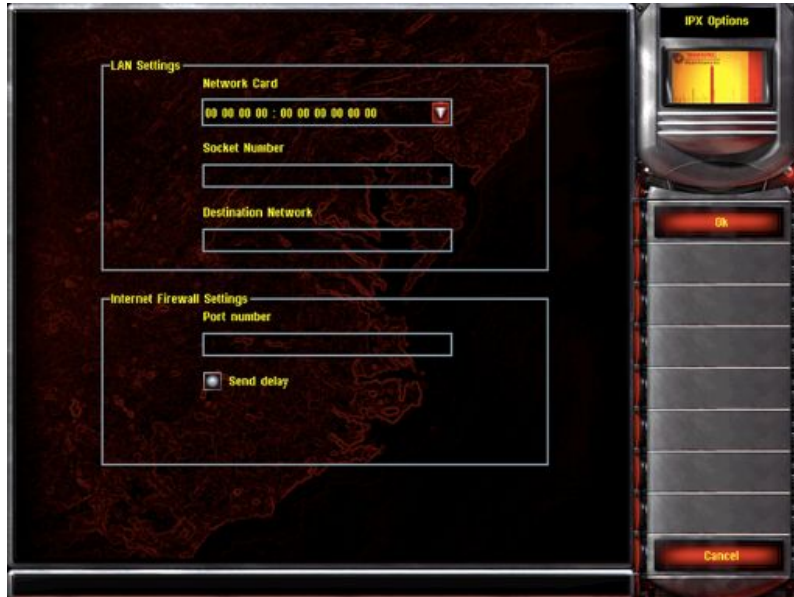 IPX Options
LAN Settings
Network Card
00 00 00 00 : 00 00 00 00 00 00
Socket Number
Destination Network
Internet Firewall Settings
Port number
Send delay
Ok
Cancel